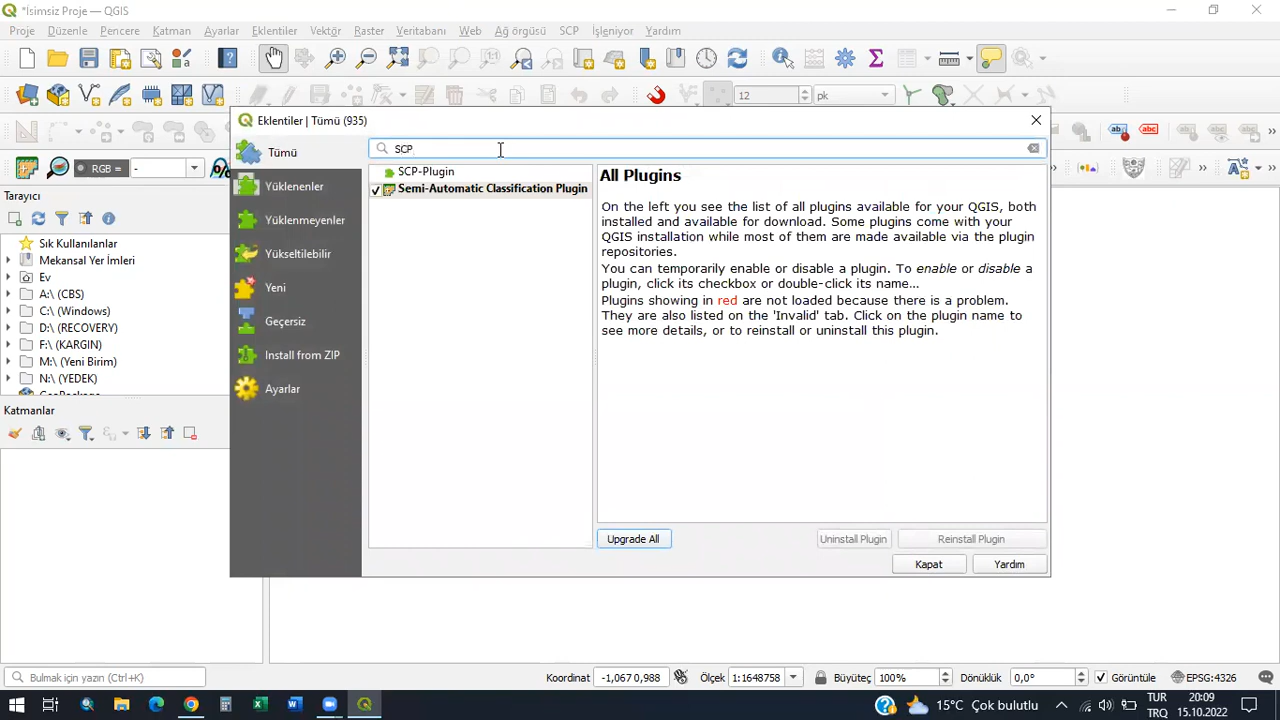 *İsimsiz Proje — QGIS
Proje Düzenle Pencere Katman Ayarlar Eklentiler Vektör Raster Veritabanı Web Ağ örgüsü SCP İşleniyor Yardım
12 pk
Eklentiler | Tümü (935)
RGB = -
Tümü
SCP
Yüklenenler
Yüklenmeyenler
Yükseltilebilir
Yeni
Geçersiz
Install from ZIP
Ayarlar
SCP-Plugin
Semi-Automatic Classification Plugin
All Plugins
On the left you see the list of all plugins available for your QGIS, both
installed and available for download. Some plugins come with your
QGIS installation while most of them are made available via the plugin
repositories.
You can temporarily enable or disable a plugin. To enable or disable a
plugin, click its checkbox or double-click its name...
Plugins showing in red are not loaded because there is a problem.
They are also listed on the 'Invalid' tab. Click on the plugin name to
see more details, or to reinstall or uninstall this plugin.
Upgrade All Uninstall Plugin Reinstall Plugin
Kapat Yardım
Tarayıcı
Sık Kullanılanlar
Mekansal Yer İmleri
Ev
A:\ (CBS)
C:\ (Windows)
D:\ (RECOVERY)
F:\ (KARGIN)
M:\ (Yeni Birim)
N:\ (YEDEK)
GeoPackage
Katmanlar
Bulmak için yazın (Ctrl+K) Koordinat -1,067 0,988 Ölçek 1:1648758 Büyüteç 100% Dönüklük 0,0° Görüntüle EPSG:4326
15°C Çok bulutlu TUR 20:09
TRQ 15.10.2022